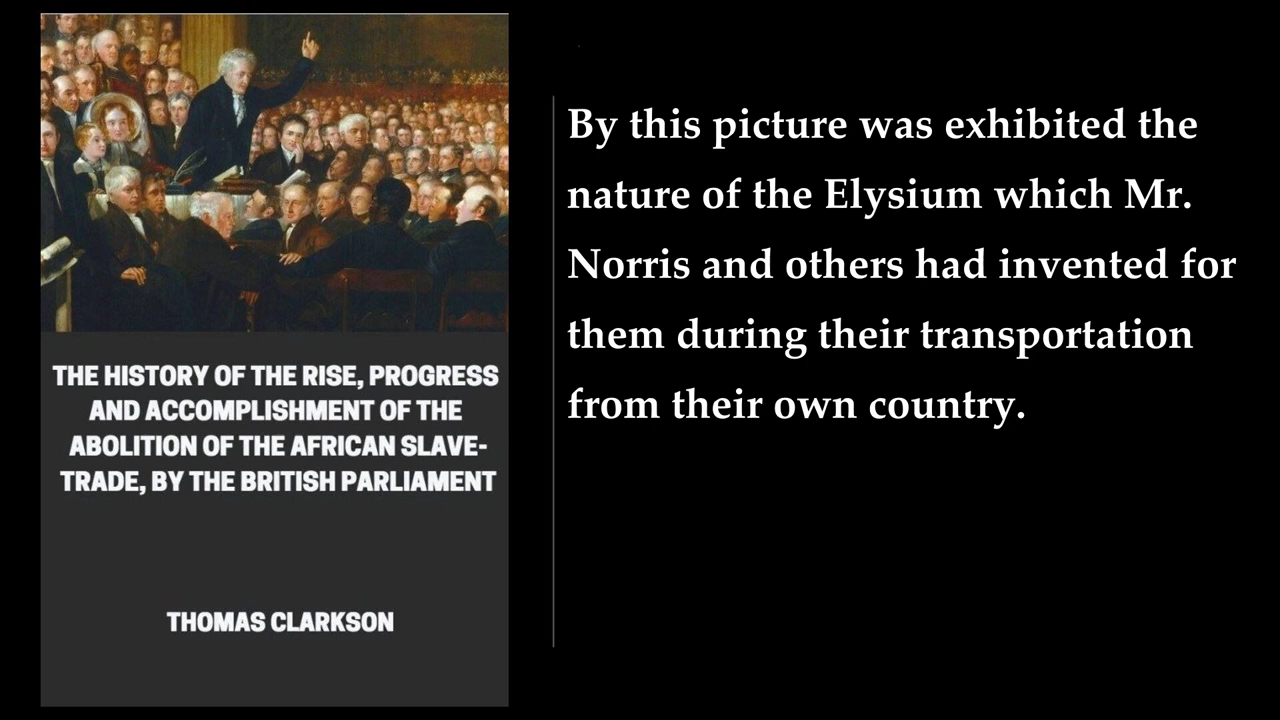 THE HISTORY OF THE RISE, PROGRESS
AND ACCOMPLISHMENT OF THE
ABOLITION OF THE AFRICAN SLAVE-
TRADE, BY THE BRITISH PARLIAMENT
THOMAS CLARKSON
By this picture was exhibited the
nature of the Elysium which Mr.
Norris and others had invented for
them during their transportation
from their own country.